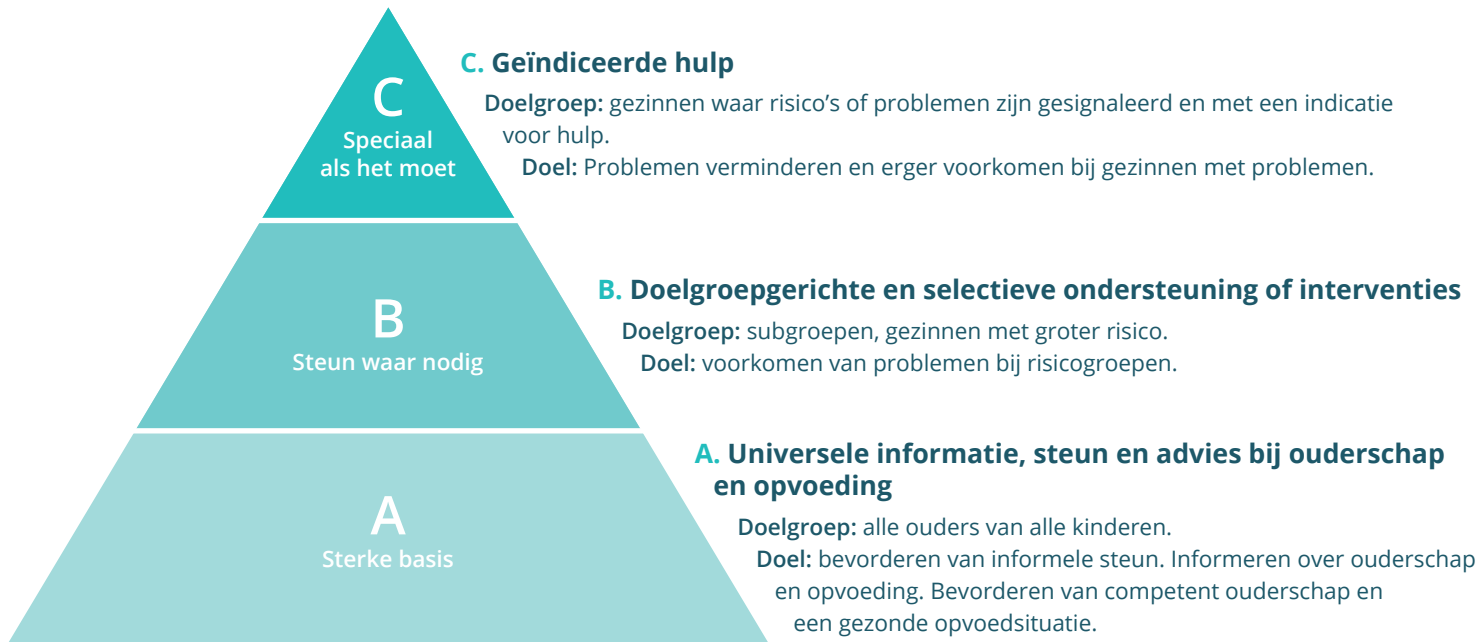 C
Speciaal
als het moet
C. Geïndiceerde hulp
Doelgroep: gezinnen waar risico’s of problemen zijn gesignaleerd en met een indicatie
voor hulp.
Doel: Problemen verminderen en erger voorkomen bij gezinnen met problemen.
B
Steun waar nodig
B. Doelgroepgerichte en selectieve ondersteuning of interventies
Doelgroep: subgroepen, gezinnen met groter risico.
Doel: voorkomen van problemen bij risicogroepen.
A
Sterke basis
A. Universele informatie, steun en advies bij ouderschap
en opvoeding
Doelgroep: alle ouders van alle kinderen.
Doel: bevorderen van informele steun. Informeren over ouderschap
en opvoeding. Bevorderen van competent ouderschap en
een gezonde opvoedsituatie.